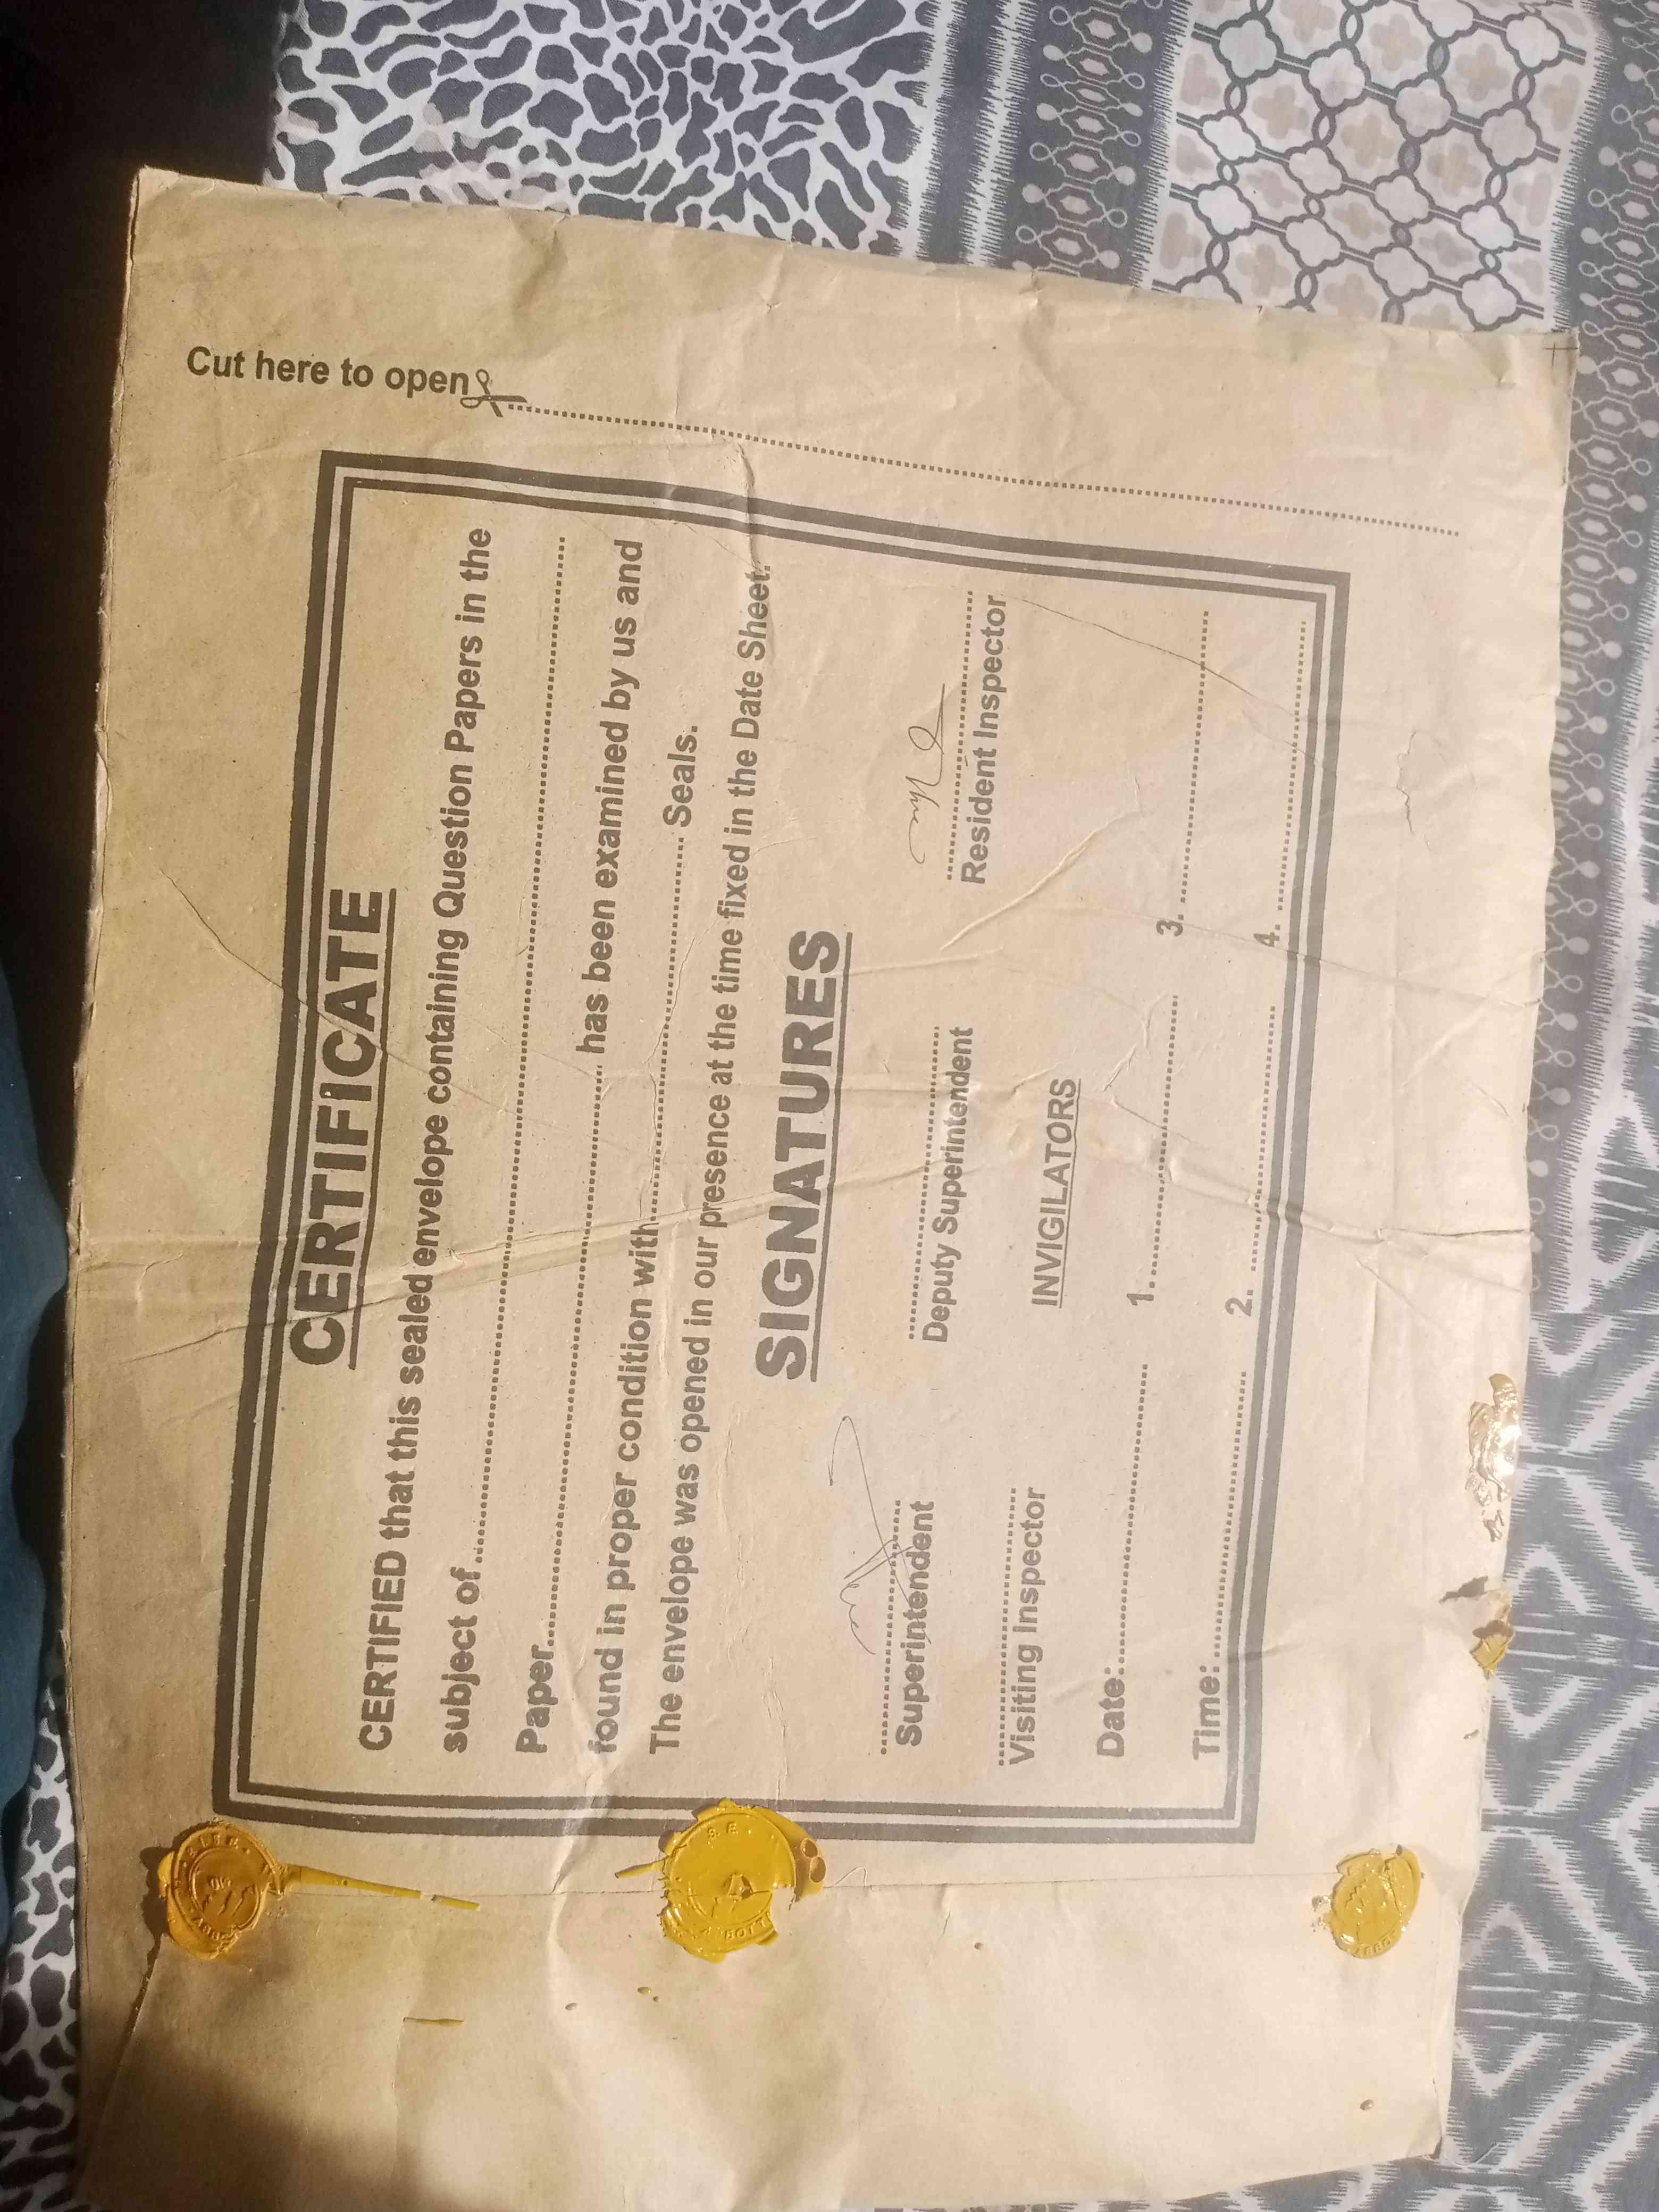 Cut here to open
CERTIFICATE
CERTIFIED that this sealed envelope containing Question Papers in the
subject of
Paper has been examined by us and
found in proper condition with Seals.
The envelope was opened in our presence at the time fixed in the Date Sheet.
SIGNATURES
Superintendent Deputy Superintendent Resident Inspector
Visiting Inspector INVIGILATORS
Date: 1. 3.
Time: 2. 4.